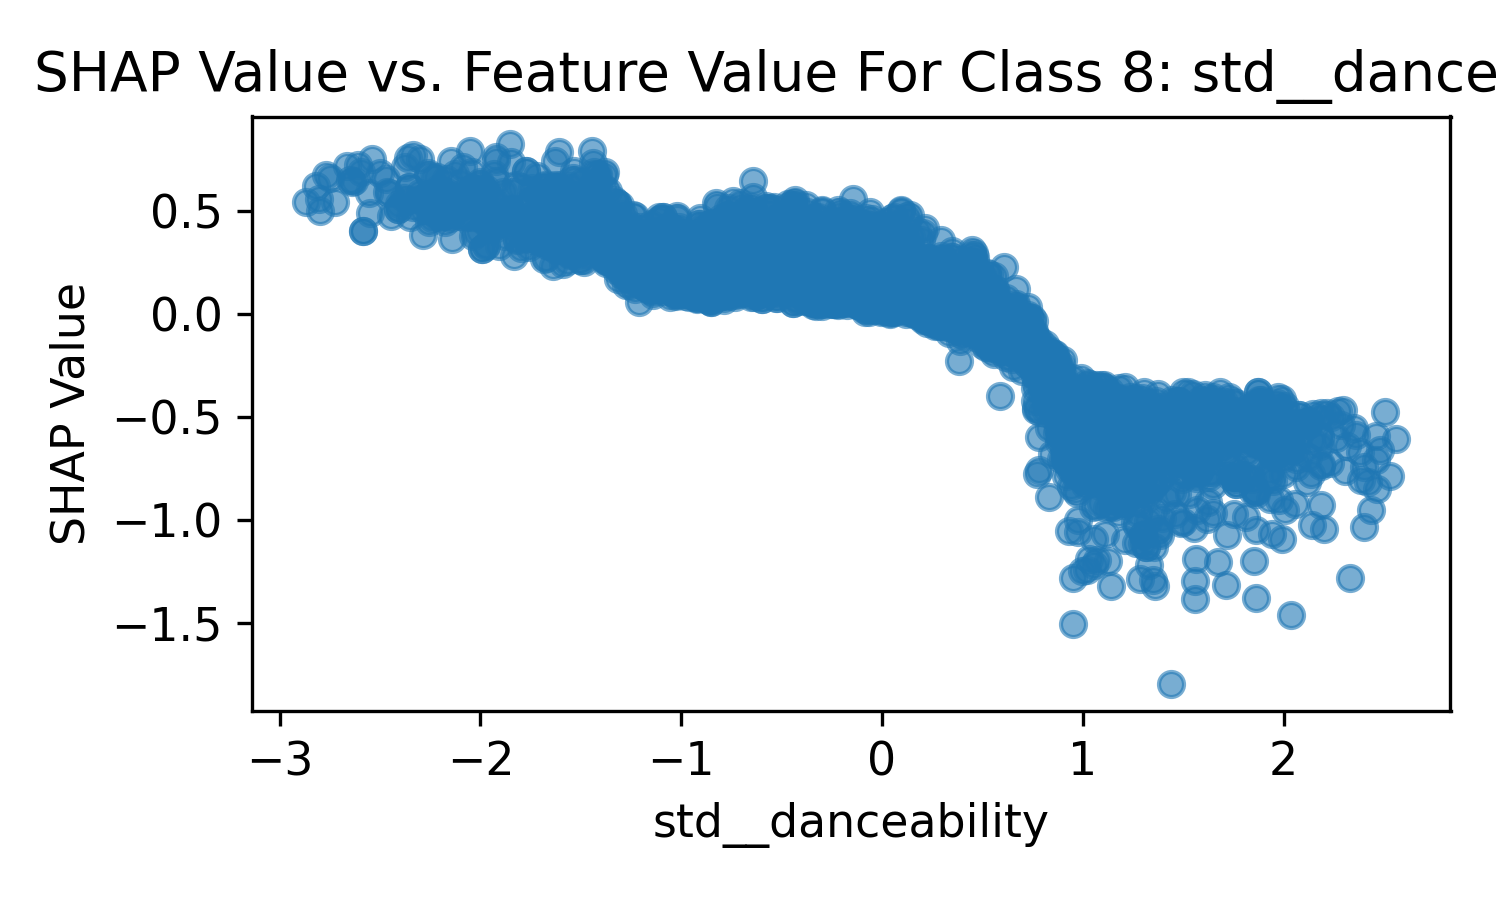 SHAP Value vs. Feature Value For Class 8: std__dance
SHAP Value
0.5
0.0
−0.5
−1.0
−1.5
−3 −2 −1 0 1 2
std__danceability